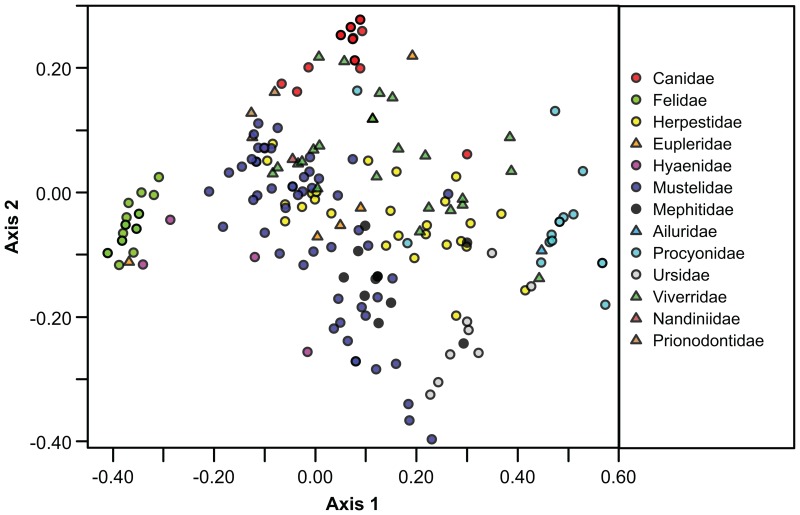 Axis 2
0.20
0.00
-0.20
-0.40
-0.40 -0.20 0.00 0.20 0.40 0.60
Axis 1
Canidae
Felidae
Herpestidae
Eupleridae
Hyaenidae
Mustelidae
Mephitidae
Ailuridae
Procyonidae
Ursidae
Viverridae
Nandiniidae
Prionodontidae